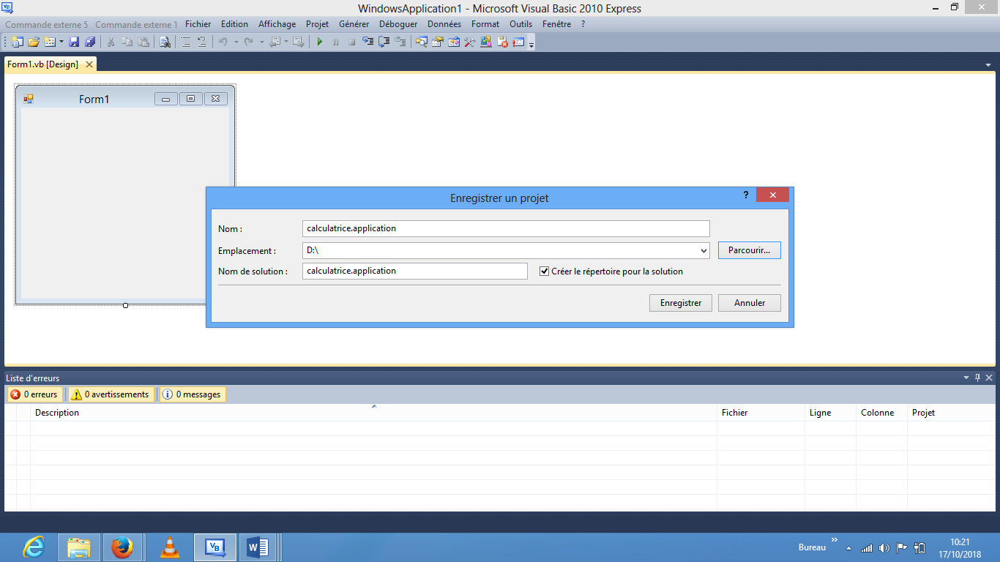 WindowsApplication1 - Microsoft Visual Basic 2010 Express
Commande externe 5 Commande externe 1 Fichier Edition Affichage Projet Générer Déboguer Données Format Outils Fenêtre ?
Form1.vb [Design]
Form1
Enregistrer un projet
?
Nom : calculatrice.application
Emplacement : D:\ Parcourir...
Nom de solution : calculatrice.application Créer le répertoire pour la solution
Enregistrer Annuler
Liste d'erreurs
0 erreurs 0 avertissements 0 messages
Description Fichier Ligne Colonne Projet
Bureau
10:21
17/10/2018